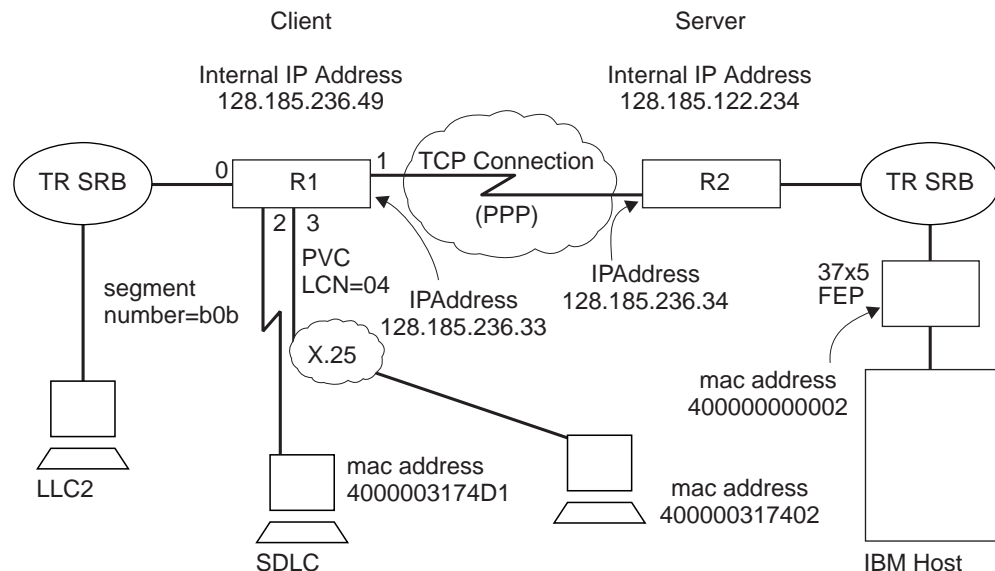 Client
Server
Internal IP Address
128.185.236.49
Internal IP Address
128.185.122.234
TR SRB
0
R1
1
TCP Connection
(PPP)
R2
TR SRB
2
3
PVC
LCN=04
segment
number=b0b
IPAddress
128.185.236.33
IPAddress
128.185.236.34
37x5
FEP
X.25
mac address
400000000002
LLC2
mac address
4000003174D1
SDLC
mac address
400000317402
IBM Host